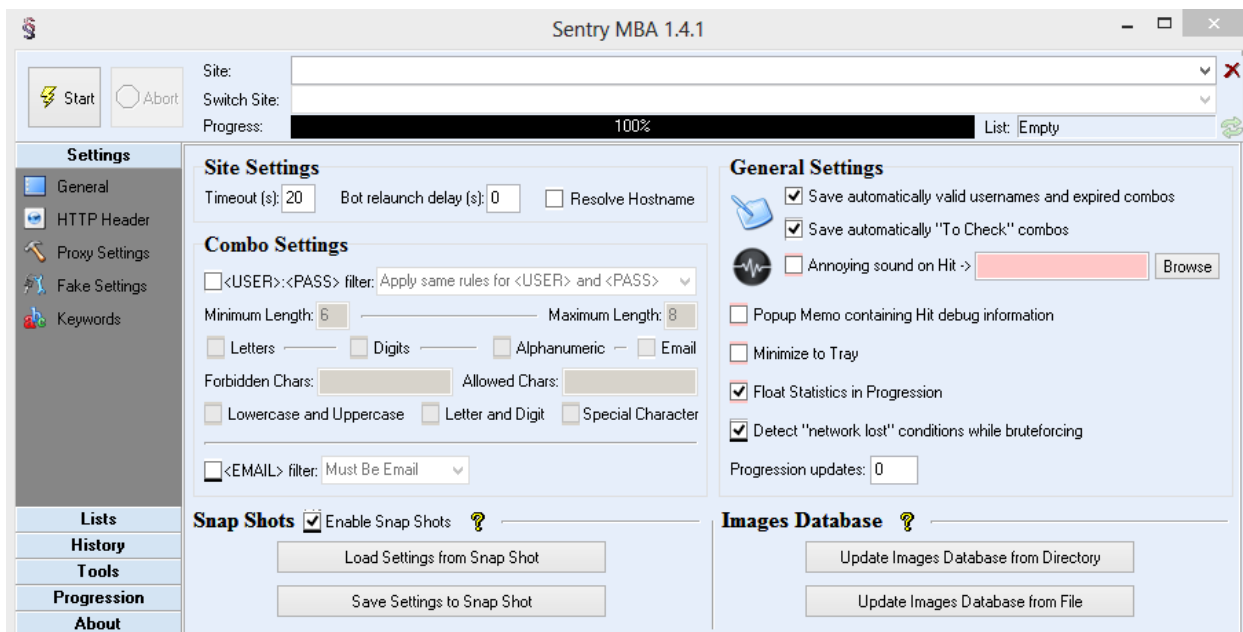 Sentry MBA 1.4.1
Start
Abort
Site:
Switch Site:
Progress: 100% List: Empty
Settings
General
HTTP Header
Proxy Settings
Fake Settings
Keywords
Lists
History
Tools
Progression
About
Site Settings
Timeout (s): 20 Bot relaunch delay (s): 0 Resolve Hostname
Combo Settings
<USER>:<PASS> filter: Apply same rules for <USER> and <PASS>
Minimum Length: 6 Maximum Length: 8
Letters Digits Alphanumeric Email
Forbidden Chars: Allowed Chars:
Lowercase and Uppercase Letter and Digit Special Character
<EMAIL> filter: Must Be Email
General Settings
Save automatically valid usernames and expired combos
Save automatically "To Check" combos
Annoying sound on Hit -> Browse
Popup Memo containing Hit debug information
Minimize to Tray
Float Statistics in Progression
Detect "network lost" conditions while bruteforcing
Progression updates: 0
Snap Shots Enable Snap Shots ?
Load Settings from Snap Shot
Save Settings to Snap Shot
Images Database ?
Update Images Database from Directory
Update Images Database from File